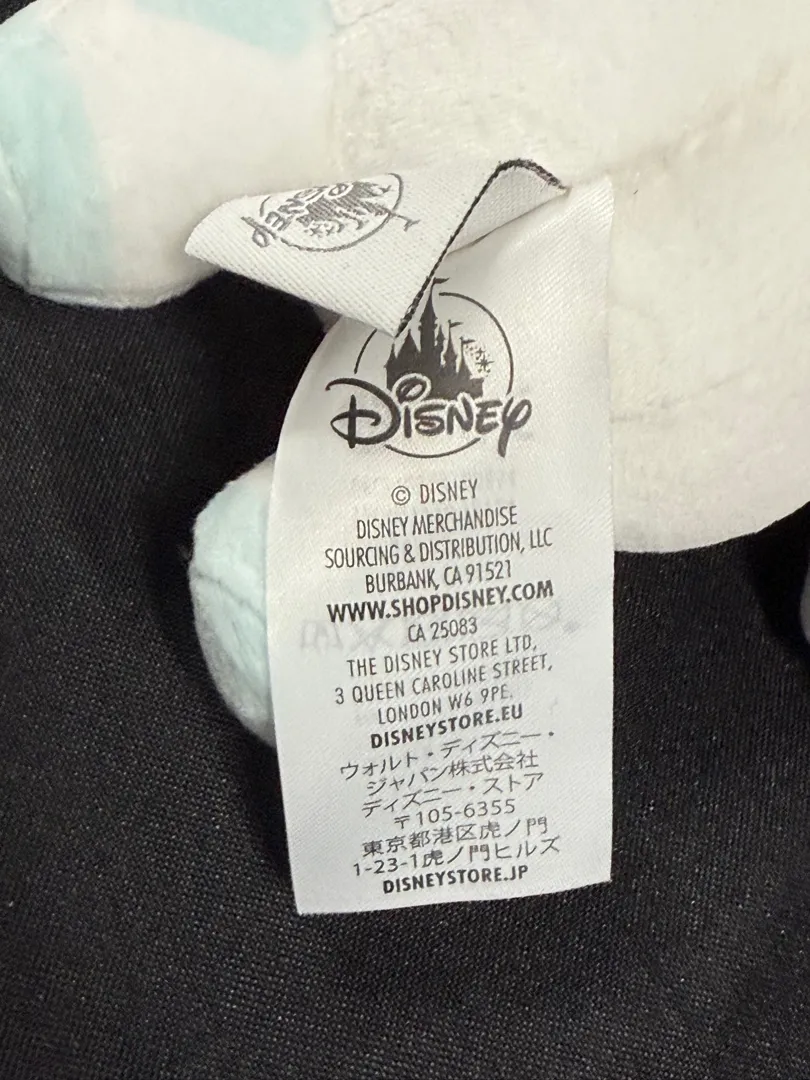 DISNEY
DISNEY
© DISNEY
DISNEY MERCHANDISE
SOURCING & DISTRIBUTION, LLC
BURBANK, CA 91521
WWW.SHOPDISNEY.COM
CA 25083
THE DISNEY STORE LTD,
3 QUEEN CAROLINE STREET,
LONDON W6 9PE.
DISNEYSTORE.EU
ウォルト・ディズニー・
ジャパン株式会社
ディズニー・ストア
〒105-6355
東京都港区虎ノ門
1-23-1虎ノ門ヒルズ
DISNEYSTORE.JP